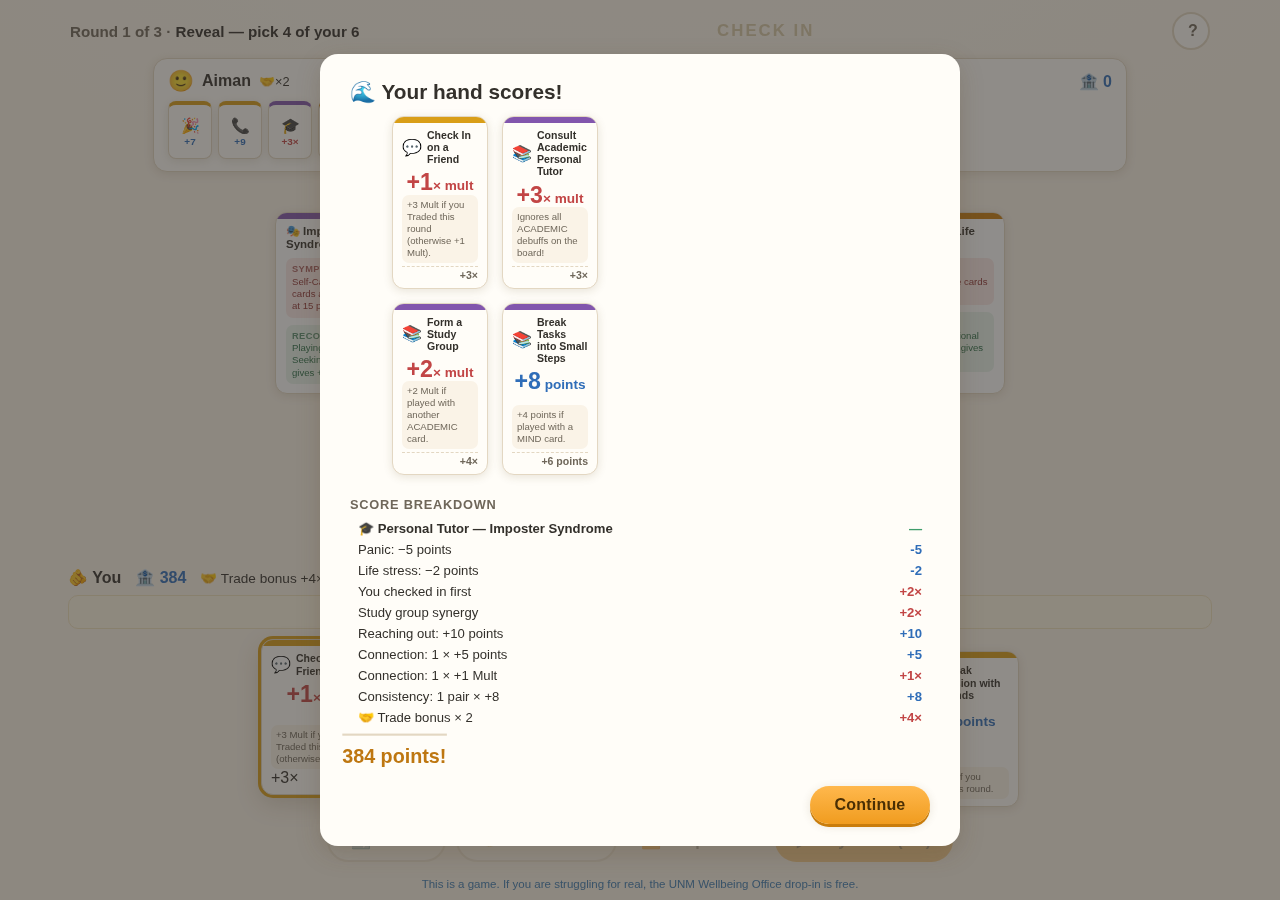 Round 1 of 3 · Reveal — pick 4 of your 6
CHECK IN
?
Aiman 🤝×2
0
+7
+9
+3×
🌊 Your hand scores!
Check In on a Friend
+1× mult
+3 Mult if you
Traded this
round
(otherwise +1
Mult).
+3×
Consult
Academic
Personal
Tutor
+3× mult
Ignores all
ACADEMIC
debuffs on the
board!
+3×
Form a
Study
Group
+2× mult
+2 Mult if
played with
another
ACADEMIC
card.
+4×
Break
Tasks
into Small
Steps
+8 points
+4 points if
played with a
MIND card.
+6 points
SCORE BREAKDOWN
🎓 Personal Tutor — Imposter Syndrome —
Panic: −5 points -5
Life stress: −2 points -2
You checked in first +2×
Study group synergy +2×
Reaching out: +10 points +10
Connection: 1 × +5 points +5
Connection: 1 × +1 Mult +1×
Consistency: 1 pair × +8 +8
🤝 Trade bonus × 2 +4×
384 points!
Continue
You 384 🤝 Trade bonus +4×
+3×
cards
points
s round.
This is a game. If you are struggling for real, the UNM Wellbeing Office drop-in is free.